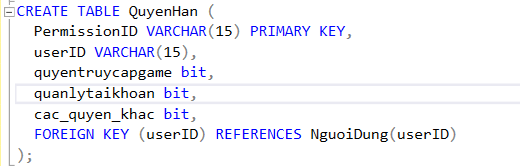 CREATE TABLE QuyenHan (
PermissionID VARCHAR(15) PRIMARY KEY,
userID VARCHAR(15),
quyentruycapgame bit,
quanlytaikhoan bit,
cac_quyen_khac bit,
FOREIGN KEY (userID) REFERENCES NguoiDung(userID)
);